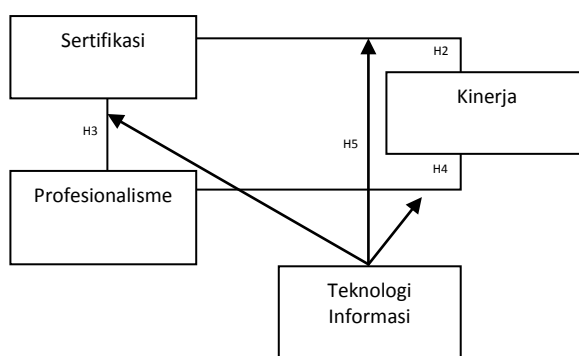 Sertifikasi
H2
Kinerja
H3
H5
H4
Profesionalisme
Teknologi
Informasi